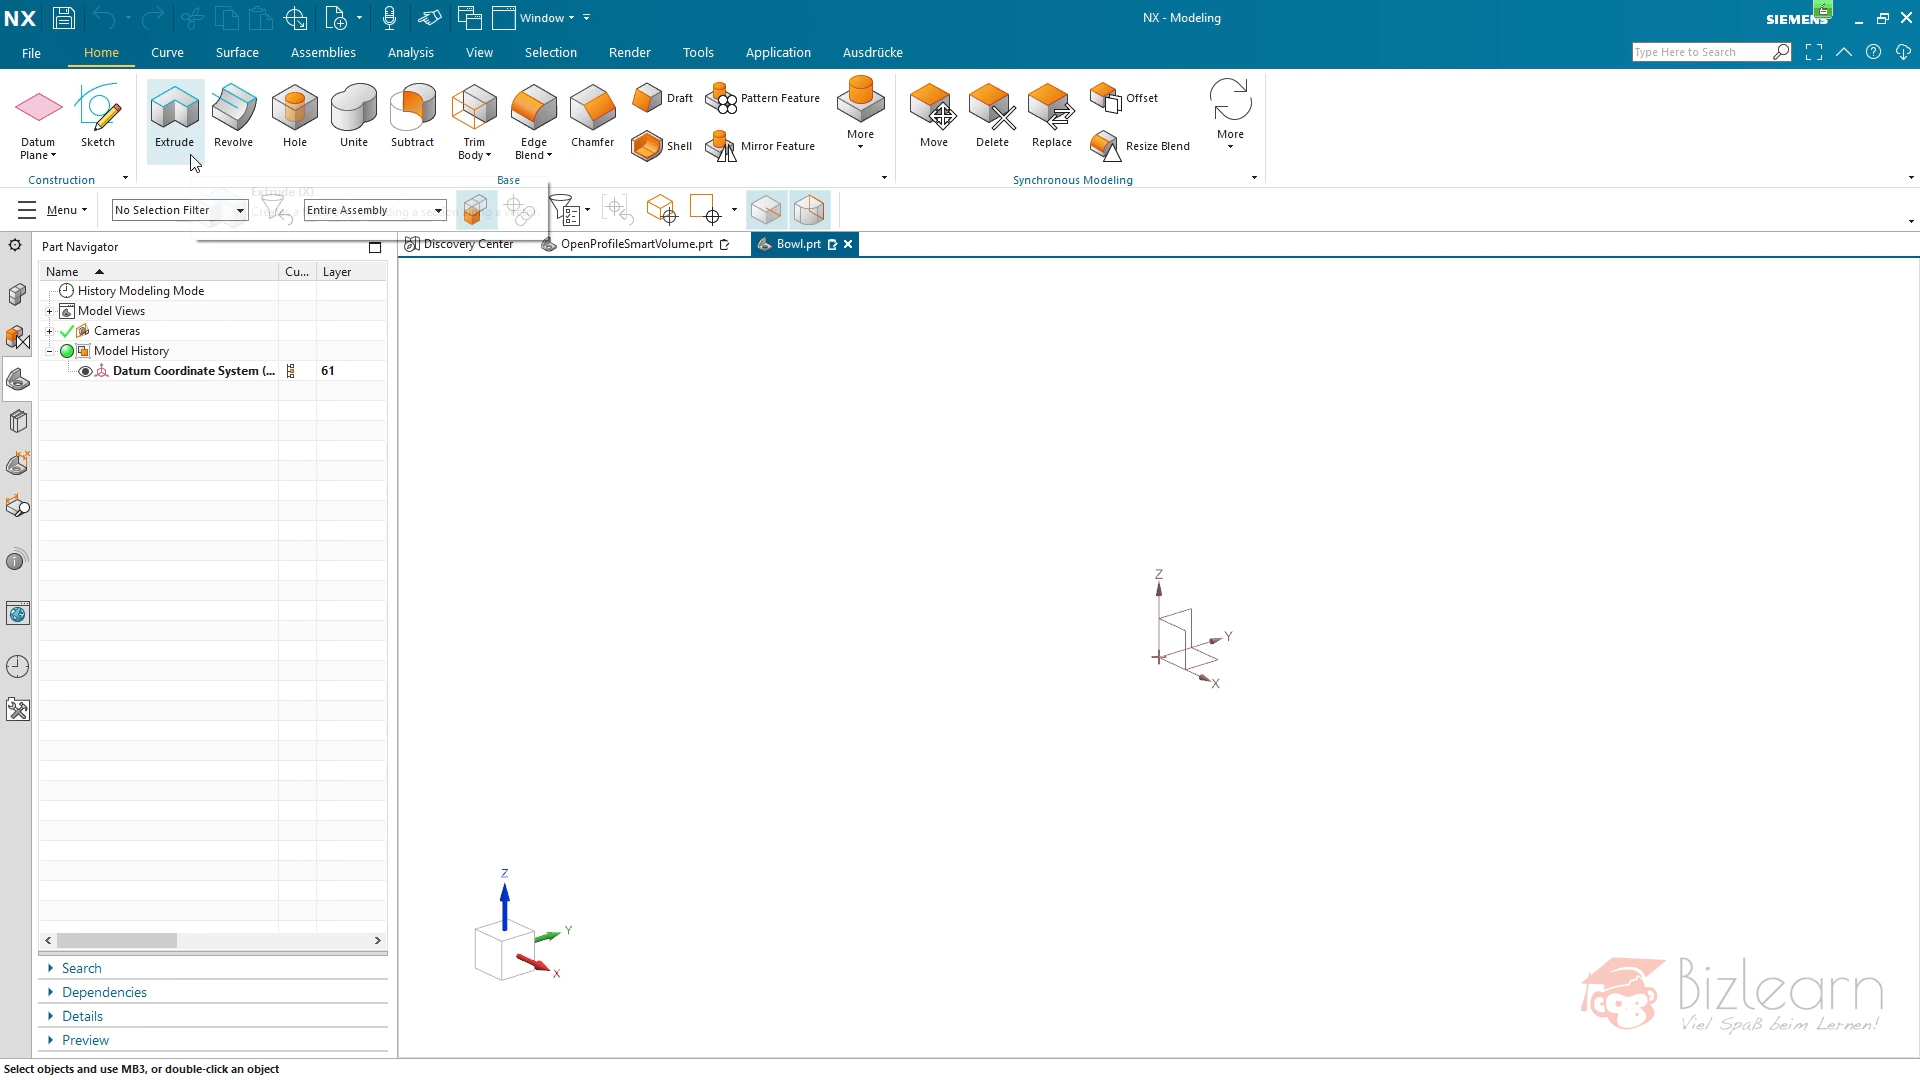 NX
Window
NX - Modeling
SIEMENS
File
Home
Curve
Surface
Assemblies
Analysis
View
Selection
Render
Tools
Application
Ausdrücke
Type Here to Search
Datum Plane
Sketch
Extrude
Revolve
Hole
Unite
Subtract
Trim Body
Edge Blend
Chamfer
Draft
Shell
Pattern Feature
Mirror Feature
More
Move
Delete
Replace
Offset
Resize Blend
More
Construction
Base
Synchronous Modeling
Extrude (X)
Menu
No Selection Filter
Entire Assembly
Part Navigator
Discovery Center
OpenProfileSmartVolume.prt
Bowl.prt
Name
Cu...
Layer
History Modeling Mode
Model Views
Cameras
Model History
Datum Coordinate System (...
61
Z
Y
X
Z
Y
X
Search
Dependencies
Details
Preview
Bizlearn
Viel Spaß beim Lernen!
Select objects and use MB3, or double-click an object